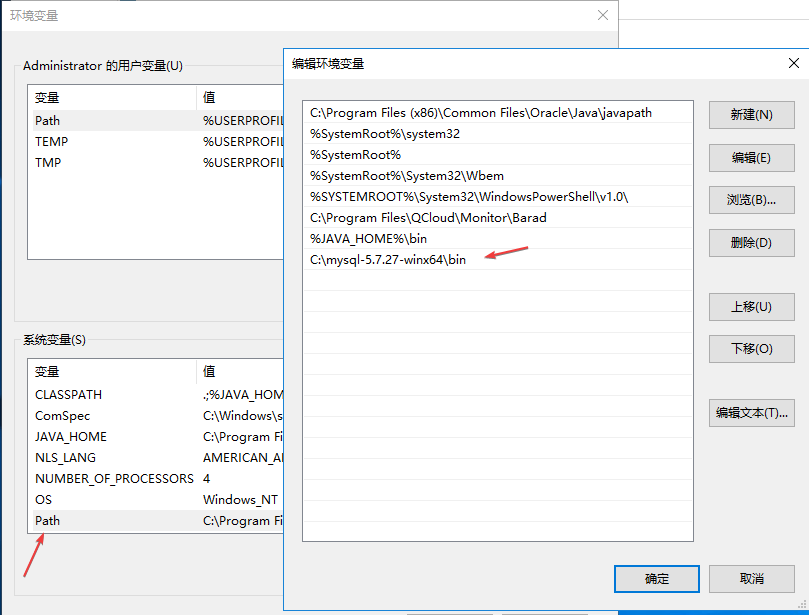 环境变量
Administrator 的用户变量(U)
变量 值
Path %USERPROFIL
TEMP %USERPROFIL
TMP %USERPROFIL
系统变量(S)
变量 值
CLASSPATH .;%JAVA_HOM
ComSpec C:\Windows\s
JAVA_HOME C:\Program Fi
NLS_LANG AMERICAN_A
NUMBER_OF_PROCESSORS 4
OS Windows_NT
Path C:\Program Fi
编辑环境变量
C:\Program Files (x86)\Common Files\Oracle\Java\javapath
%SystemRoot%\system32
%SystemRoot%
%SystemRoot%\System32\Wbem
%SYSTEMROOT%\System32\WindowsPowerShell\v1.0\
C:\Program Files\QCloud\Monitor\Barad
%JAVA_HOME%\bin
C:\mysql-5.7.27-winx64\bin
新建(N)
编辑(E)
浏览(B)...
删除(D)
上移(U)
下移(O)
编辑文本(T)...
确定
取消